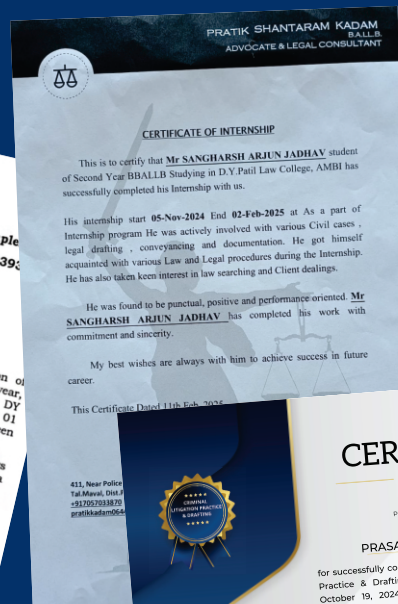 PRATIK SHANTARAM KADAM
B.A.LL.B.
ADVOCATE & LEGAL CONSULTANT
CERTIFICATE OF INTERNSHIP
This is to certify that Mr SANGHARSH ARJUN JADHAV student
of Second Year BBALLB Studying in D.Y.Patil Law College, AMBI has
successfully completed his Internship with us.
His internship start 05-Nov-2024 End 02-Feb-2025 at As a part of
Internship program He was actively involved with various Civil cases ,
legal drafting , conveyancing and documentation. He got himself
acquainted with various Law and Legal procedures during the Internship.
He has also taken keen interest in law searching and Client dealings.
He was found to be punctual, positive and performance oriented. Mr
SANGHARSH ARJUN JADHAV has completed his work with
commitment and sincerity.
My best wishes are always with him to achieve success in future
career.
This Certificate Dated 11th Feb, 2025
411, Near Police
Tal.Maval, Dist.
+917057033870
pratikkadam064
393
year,
DY
01
CRIMINAL
LITIGATION PRACTICE
& DRAFTING
CER
PRASA
for successfully co
Practice & Drafti
October 19, 2024